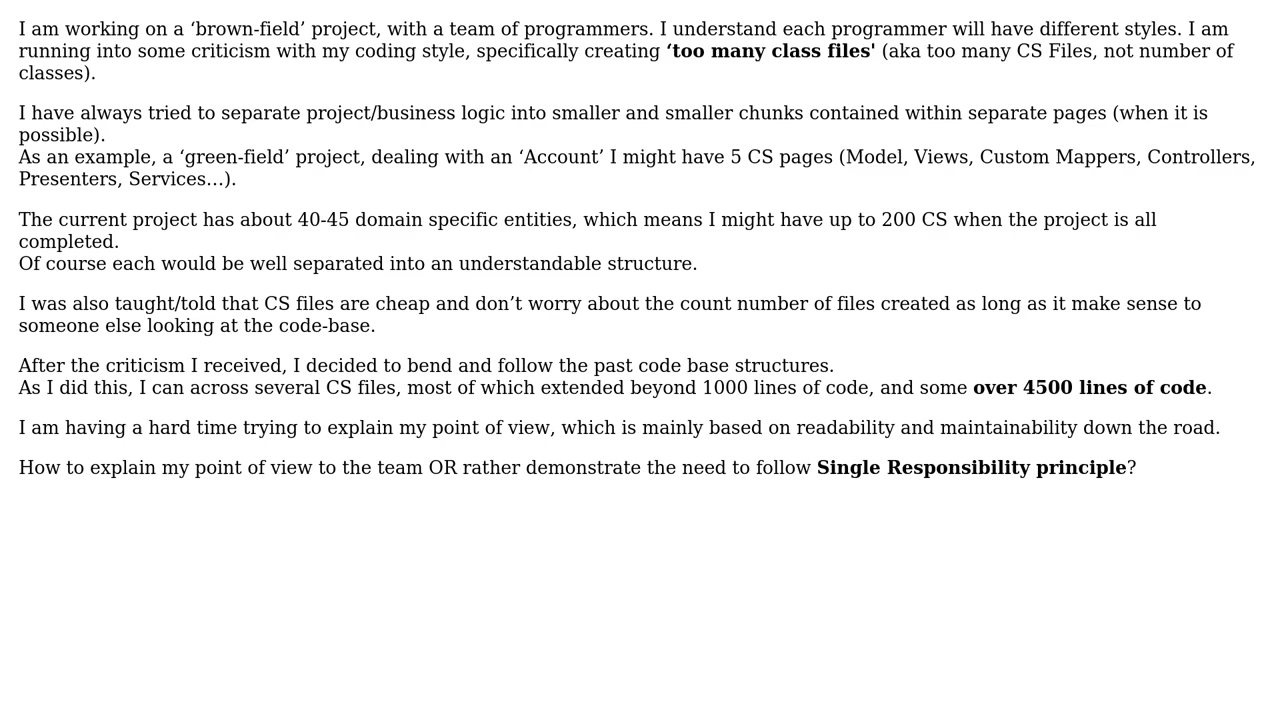 I am working on a ‘brown-field’ project, with a team of programmers. I understand each programmer will have different styles. I am
running into some criticism with my coding style, specifically creating ‘too many class files' (aka too many CS Files, not number of
classes).
I have always tried to separate project/business logic into smaller and smaller chunks contained within separate pages (when it is
possible).
As an example, a ‘green-field’ project, dealing with an ‘Account’ I might have 5 CS pages (Model, Views, Custom Mappers, Controllers,
Presenters, Services…).
The current project has about 40-45 domain specific entities, which means I might have up to 200 CS when the project is all
completed.
Of course each would be well separated into an understandable structure.
I was also taught/told that CS files are cheap and don’t worry about the count number of files created as long as it make sense to
someone else looking at the code-base.
After the criticism I received, I decided to bend and follow the past code base structures.
As I did this, I can across several CS files, most of which extended beyond 1000 lines of code, and some over 4500 lines of code.
I am having a hard time trying to explain my point of view, which is mainly based on readability and maintainability down the road.
How to explain my point of view to the team OR rather demonstrate the need to follow Single Responsibility principle?